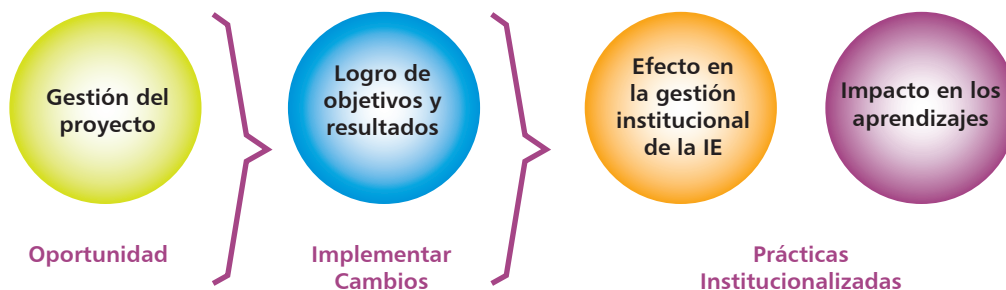 Gestión del
proyecto
Logro de
objetivos y
resultados
Efecto en
la gestión
institucional
de la IE
Impacto en los
aprendizajes
Oportunidad
Implementar
Cambios
Prácticas
Institucionalizadas